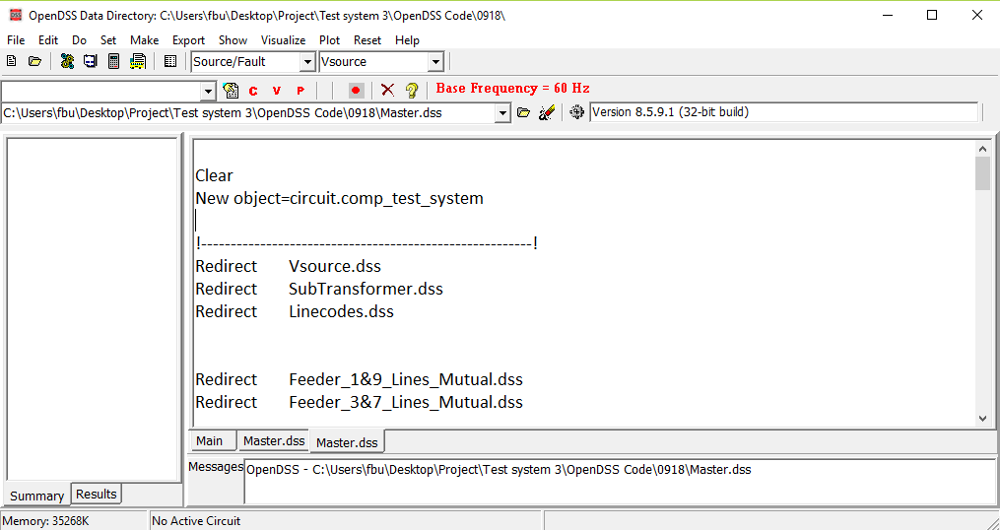 OpenDSS Data Directory: C:\Users\fbu\Desktop\Project\Test system 3\OpenDSS Code\0918\
File Edit Do Set Make Export Show Visualize Plot Reset Help
Source/Fault Vsource
C V P Base Frequency = 60 Hz
C:\Users\fbu\Desktop\Project\Test system 3\OpenDSS Code\0918\Master.dss Version 8.5.9.1 (32-bit build)
Clear
New object=circuit.comp_test_system
!--------------------------------------------------------!
Redirect Vsource.dss
Redirect SubTransformer.dss
Redirect Linecodes.dss
Redirect Feeder_1&9_Lines_Mutual.dss
Redirect Feeder_3&7_Lines_Mutual.dss
Main Master.dss Master.dss
Messages OpenDSS - C:\Users\fbu\Desktop\Project\Test system 3\OpenDSS Code\0918\Master.dss
Summary Results
Memory: 35268K No Active Circuit